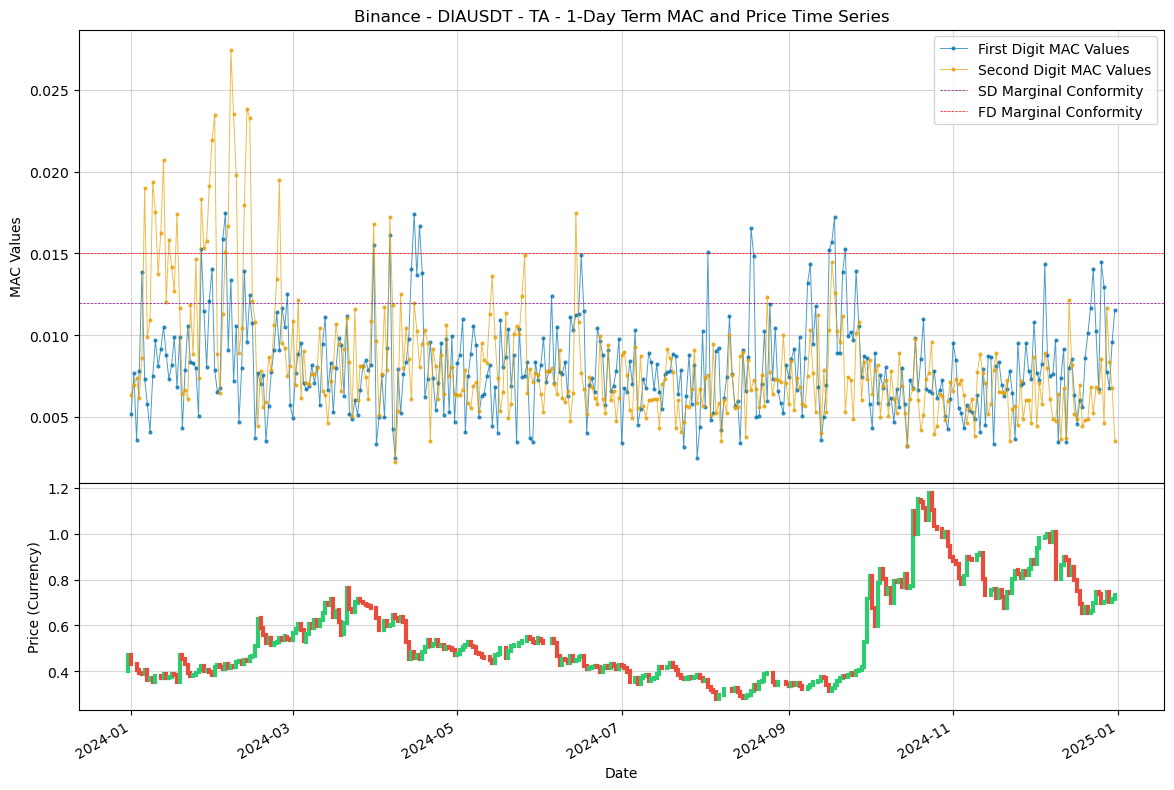 Binance - DIAUSDT - TA - 1-Day Term MAC and Price Time Series
First Digit MAC Values
Second Digit MAC Values
SD Marginal Conformity
FD Marginal Conformity
MAC Values
0.025
0.020
0.015
0.010
0.005
Price (Currency)
1.2
1.0
0.8
0.6
0.4
2024-01
2024-03
2024-05
2024-07
2024-09
2024-11
2025-01
Date